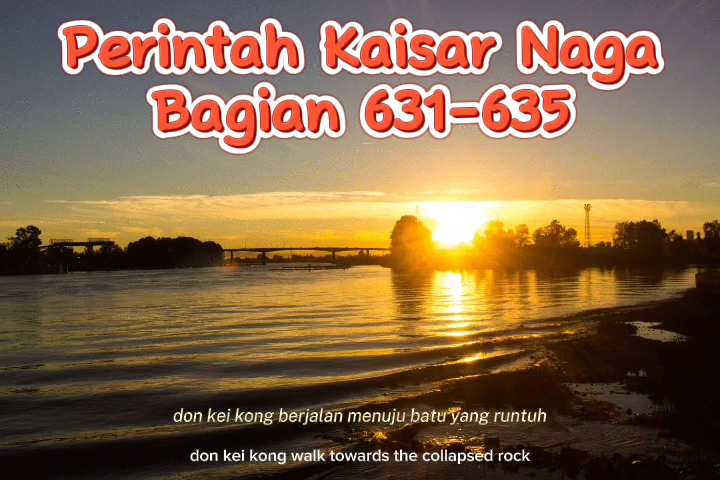 Perintah Kaisar Naga
Bagian 631-635
don kei kong berjalan menuju batu yang runtuh
don kei kong walk towards the collapsed rock